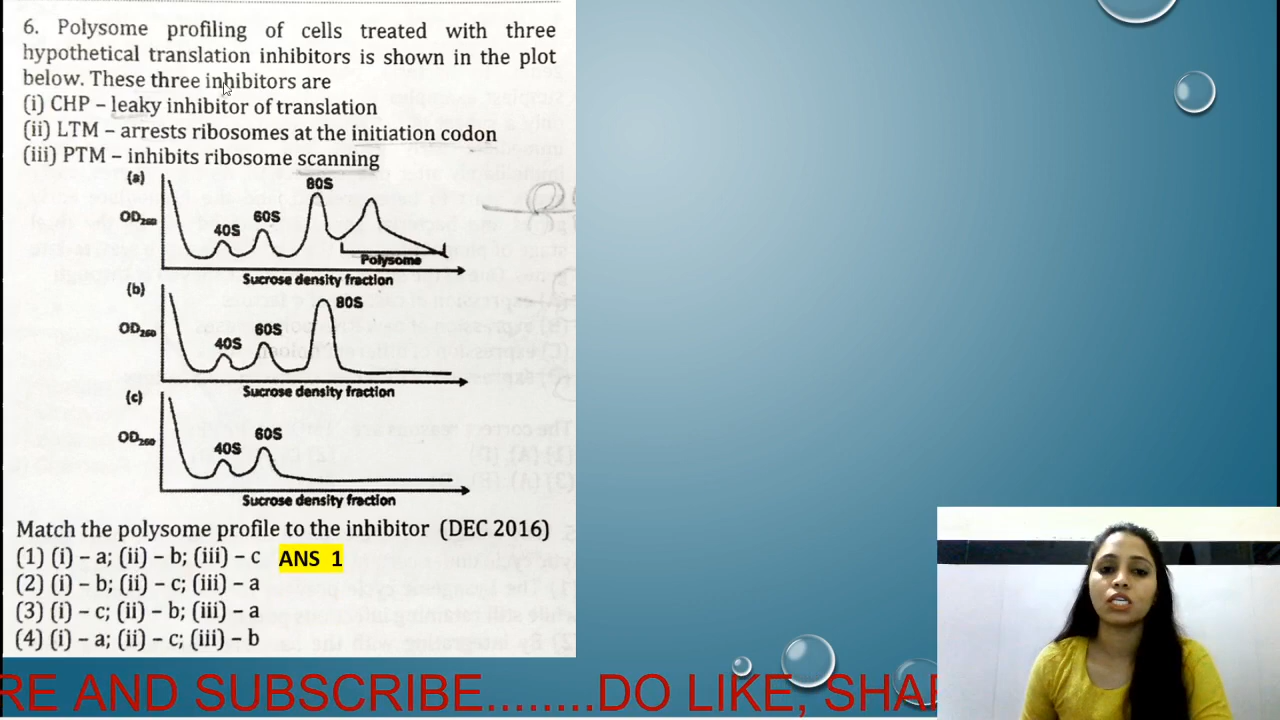 6. Polysome profiling of cells treated with three
hypothetical translation inhibitors is shown in the plot
below. These three inhibitors are
(i) CHP – leaky inhibitor of translation
(ii) LTM – arrests ribosomes at the initiation codon
(iii) PTM – inhibits ribosome scanning
(a)
80S
OD260
40S
60S
Polysome
Sucrose density fraction
(b)
80S
OD260
40S
60S
Sucrose density fraction
(c)
OD260
40S
60S
Sucrose density fraction
Match the polysome profile to the inhibitor (DEC 2016)
(1) (i) – a; (ii) – b; (iii) – c ANS 1
(2) (i) – b; (ii) – c; (iii) – a
(3) (i) – c; (ii) – b; (iii) – a
(4) (i) – a; (ii) – c; (iii) – b
RE AND SUBSCRIBE........DO LIKE, SHAR